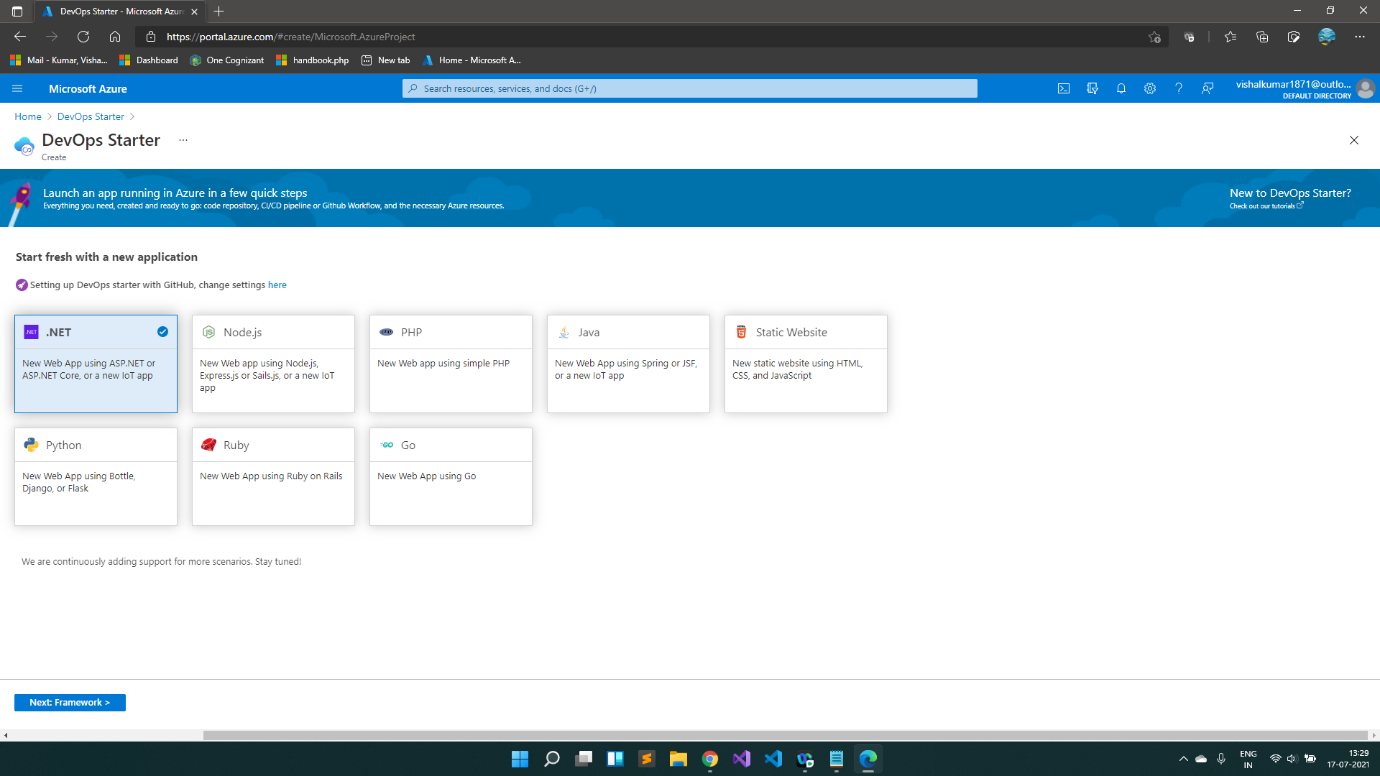 DevOps Starter - Microsoft Azure
https://portal.azure.com/#create/Microsoft.AzureProject
Mail - Kumar, Visha...
Dashboard
One Cognizant
handbook.php
New tab
Home - Microsoft A...
Microsoft Azure
Search resources, services, and docs (G+/)
vishalkumar1871@outlo...
DEFAULT DIRECTORY
Home > DevOps Starter >
DevOps Starter ...
Create
Launch an app running in Azure in a few quick steps
Everything you need, created and ready to go: code repository, CI/CD pipeline or Github Workflow, and the necessary Azure resources.
New to DevOps Starter?
Check out our tutorials
Start fresh with a new application
Setting up DevOps starter with GitHub, change settings here
.NET
New Web App using ASP.NET or
ASP.NET Core, or a new IoT app
Node.js
New Web app using Node.js,
Express.js or Sails.js, or a new IoT
app
PHP
New Web app using simple PHP
Java
New Web App using Spring or JSF,
or a new IoT app
Static Website
New static website using HTML,
CSS, and JavaScript
Python
New Web App using Bottle,
Django, or Flask
Ruby
New Web App using Ruby on Rails
Go
New Web App using Go
We are continuously adding support for more scenarios. Stay tuned!
Next: Framework >
ENG
IN
13:29
17-07-2021